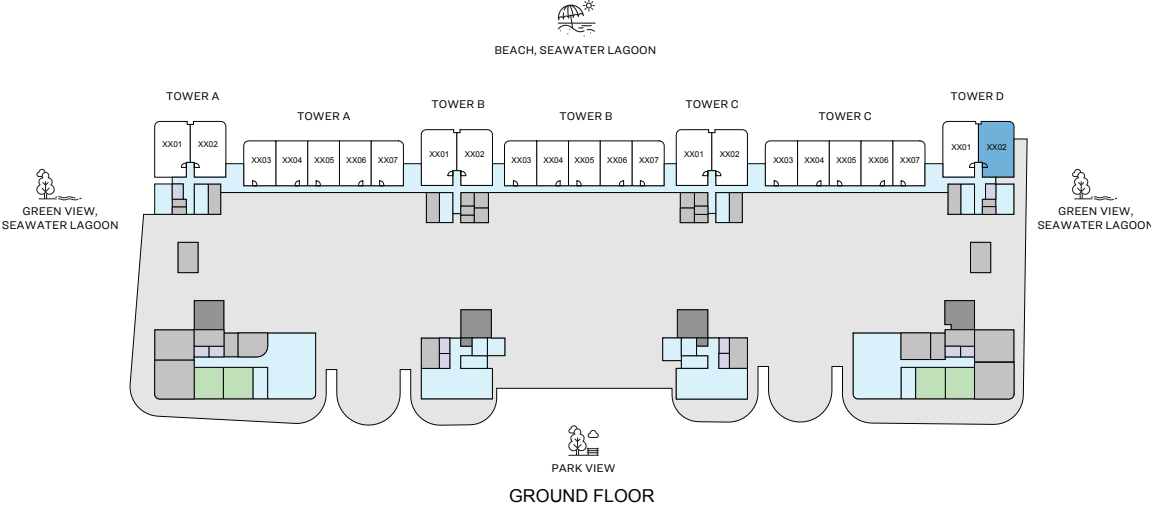 BEACH, SEAWATER LAGOON
TOWER A
TOWER A
TOWER B
TOWER B
TOWER C
TOWER C
TOWER D
XX01 XX02
XX03 XX04 XX05 XX06 XX07
XX01 XX02
XX03 XX04 XX05 XX06 XX07
XX01 XX02
XX03 XX04 XX05 XX06 XX07
XX01 XX02
GREEN VIEW,
SEAWATER LAGOON
GREEN VIEW,
SEAWATER LAGOON
PARK VIEW
GROUND FLOOR